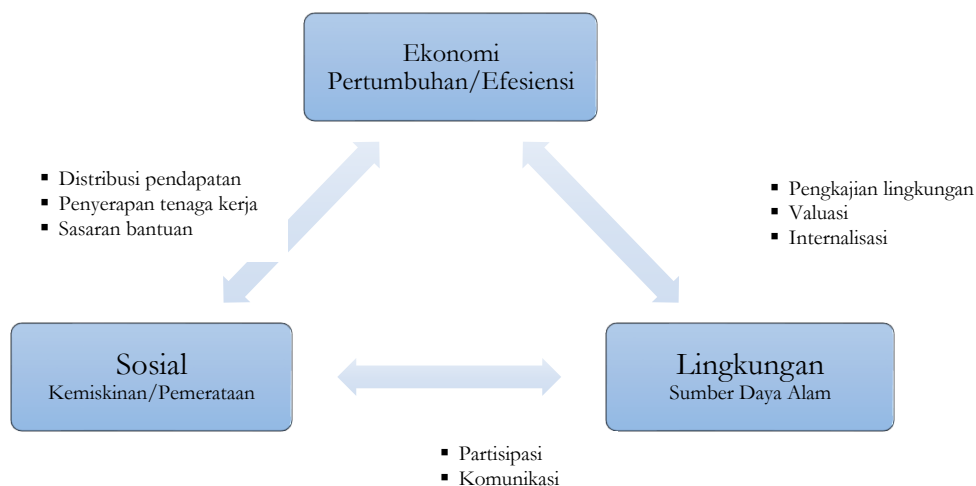 Ekonomi
Pertumbuhan/Efesiensi
▪ Distribusi pendapatan
▪ Penyerapan tenaga kerja
▪ Sasaran bantuan
▪ Pengkajian lingkungan
▪ Valuasi
▪ Internalisasi
Sosial
Kemiskinan/Pemerataan
Lingkungan
Sumber Daya Alam
▪ Partisipasi
▪ Komunikasi